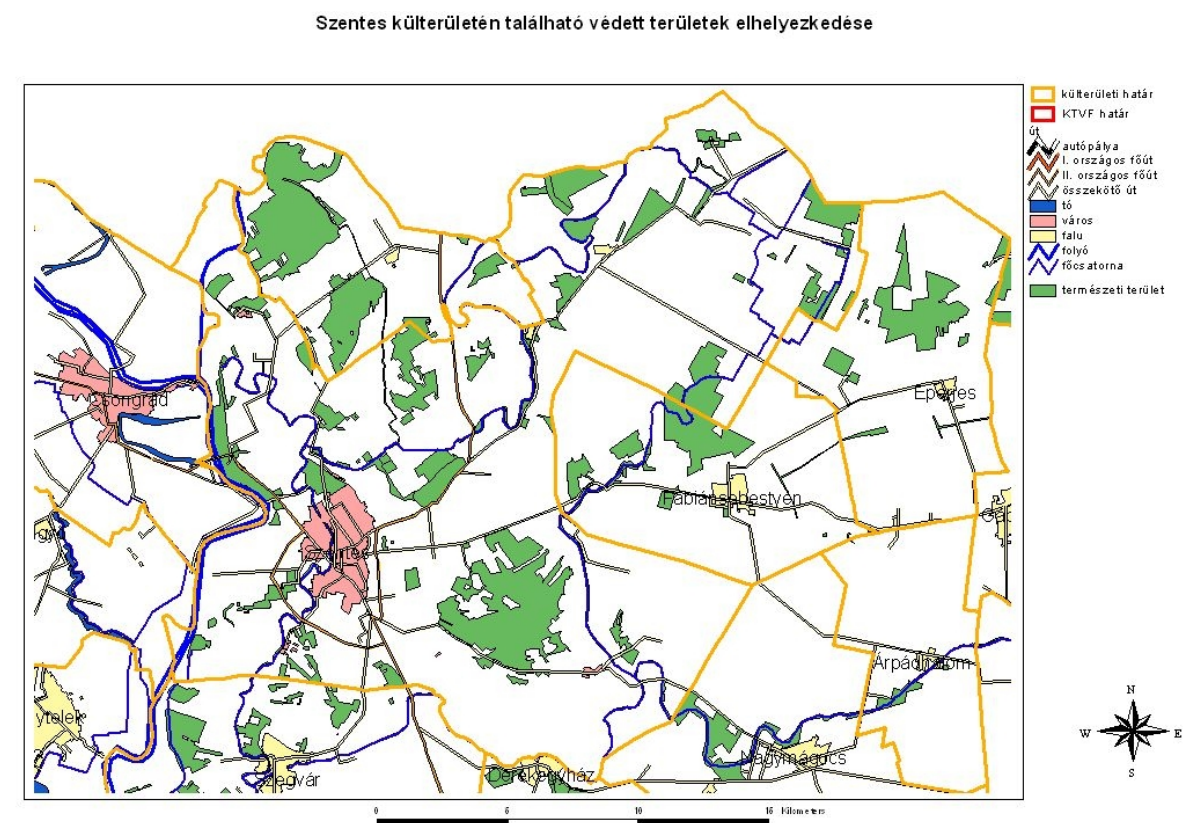 Szentes külterületén található védett területek elhelyezkedése
külterületi határ
KTVF határ
út
autópálya
I. országos főút
II. országos főút
összekötő út
tó
város
falu
folyó
főcsatorna
természeti terület
Csongrád
Eperjes
Fábiánsebestyén
Szentes
Árpádhalom
ytelek
Nagymágocs
Szegvár
Derekegyház
N
W
E
S
0
5
10
15 Kilometers